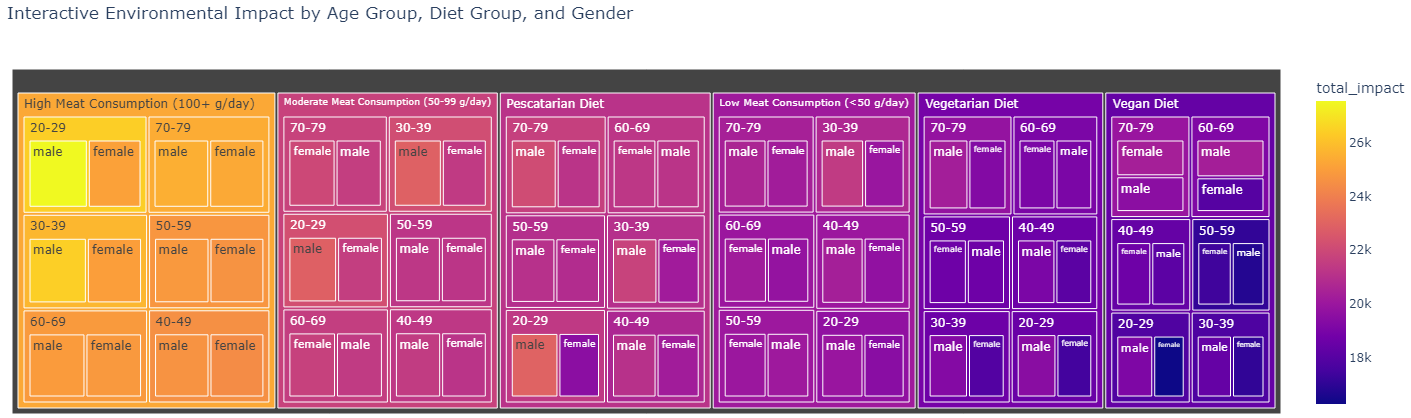 Interactive Environmental Impact by Age Group, Diet Group, and Gender
High Meat Consumption (100+ g/day)
20-29
male
female
70-79
male
female
30-39
male
female
50-59
male
female
60-69
male
female
40-49
male
female
Moderate Meat Consumption (50-99 g/day)
70-79
female
male
30-39
male
female
20-29
male
female
50-59
male
female
60-69
female
male
40-49
male
female
Pescatarian Diet
70-79
male
female
60-69
female
male
50-59
male
female
30-39
male
female
20-29
male
female
40-49
male
female
Low Meat Consumption (<50 g/day)
70-79
male
female
30-39
male
female
60-69
female
male
40-49
male
female
50-59
female
male
20-29
male
female
Vegetarian Diet
70-79
male
female
60-69
female
male
50-59
female
male
40-49
male
female
30-39
male
female
20-29
male
female
Vegan Diet
70-79
female
male
60-69
male
female
40-49
female
male
50-59
female
male
20-29
male
female
30-39
male
female
total_impact
26k
24k
22k
20k
18k